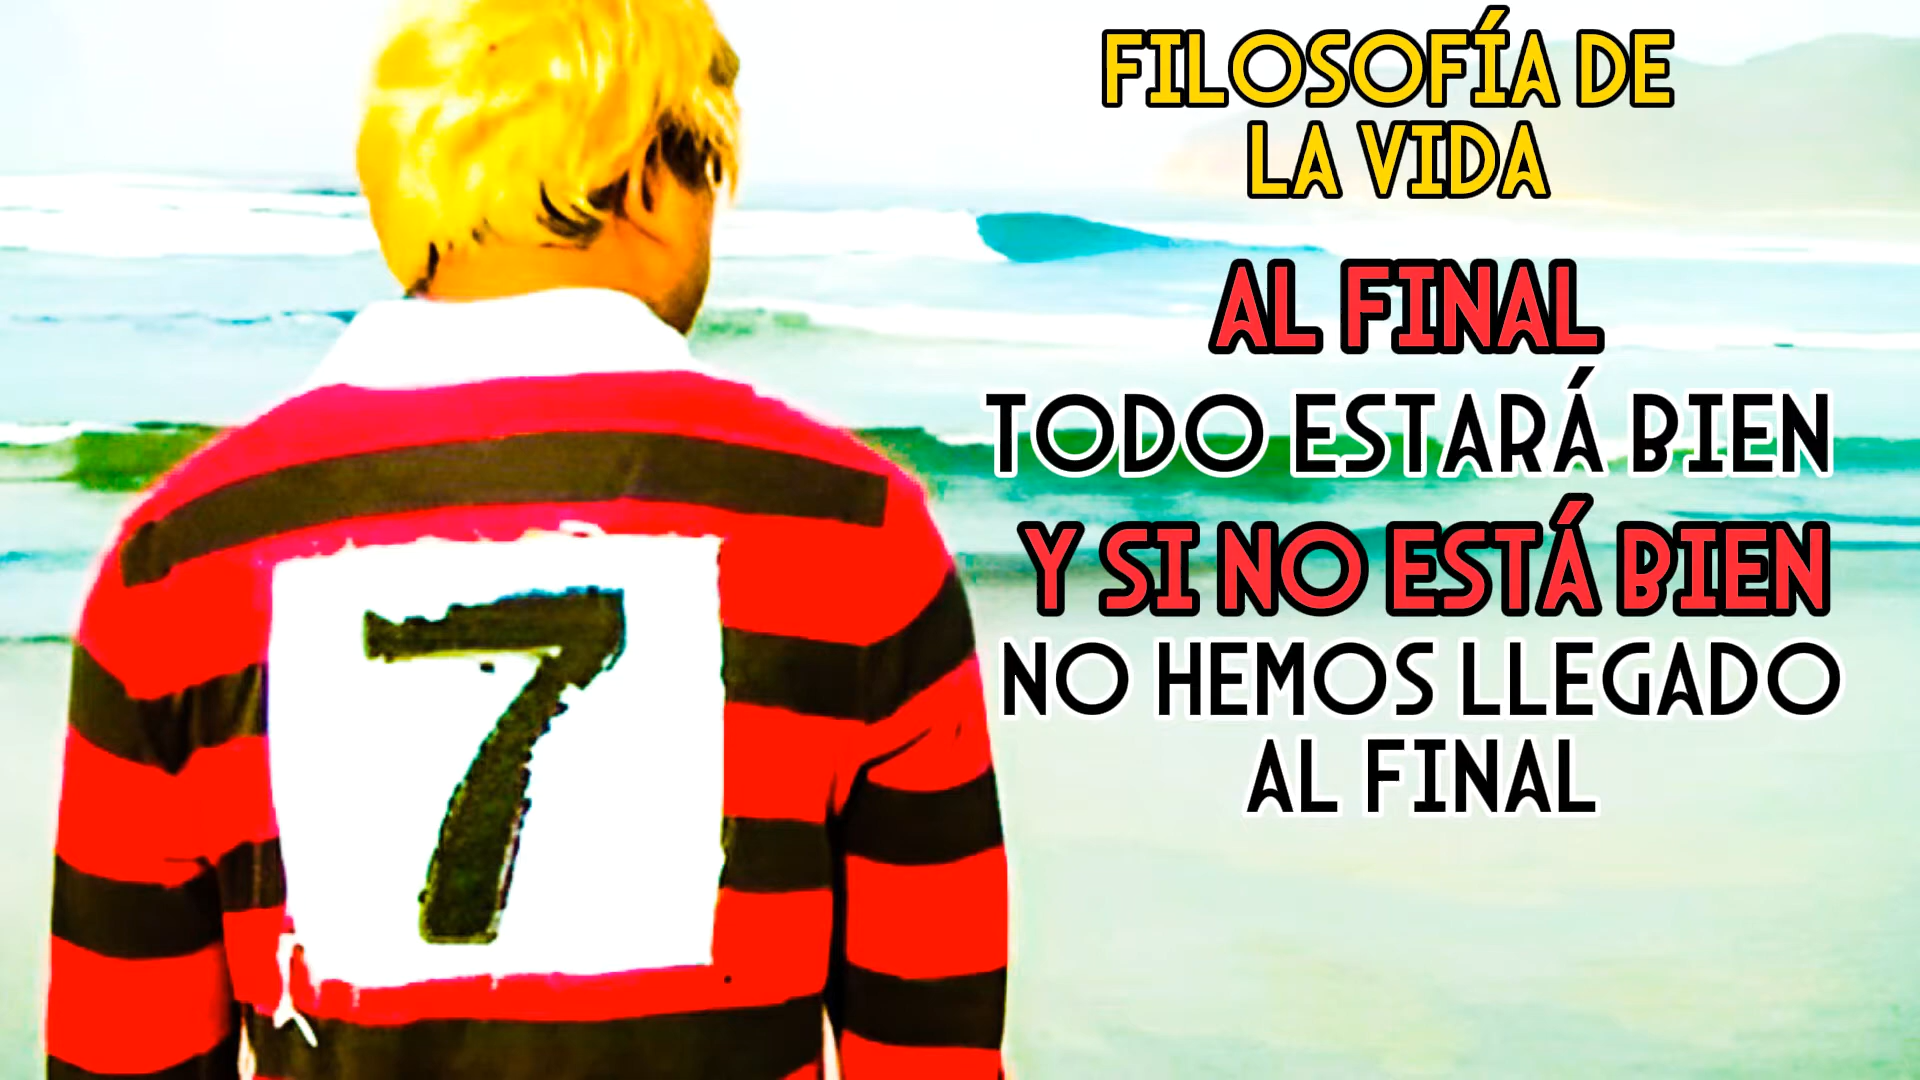 FILOSOFÍA DE
LA VIDA
AL FINAL
TODO ESTARÁ BIEN
Y SI NO ESTÁ BIEN
NO HEMOS LLEGADO
AL FINAL
7